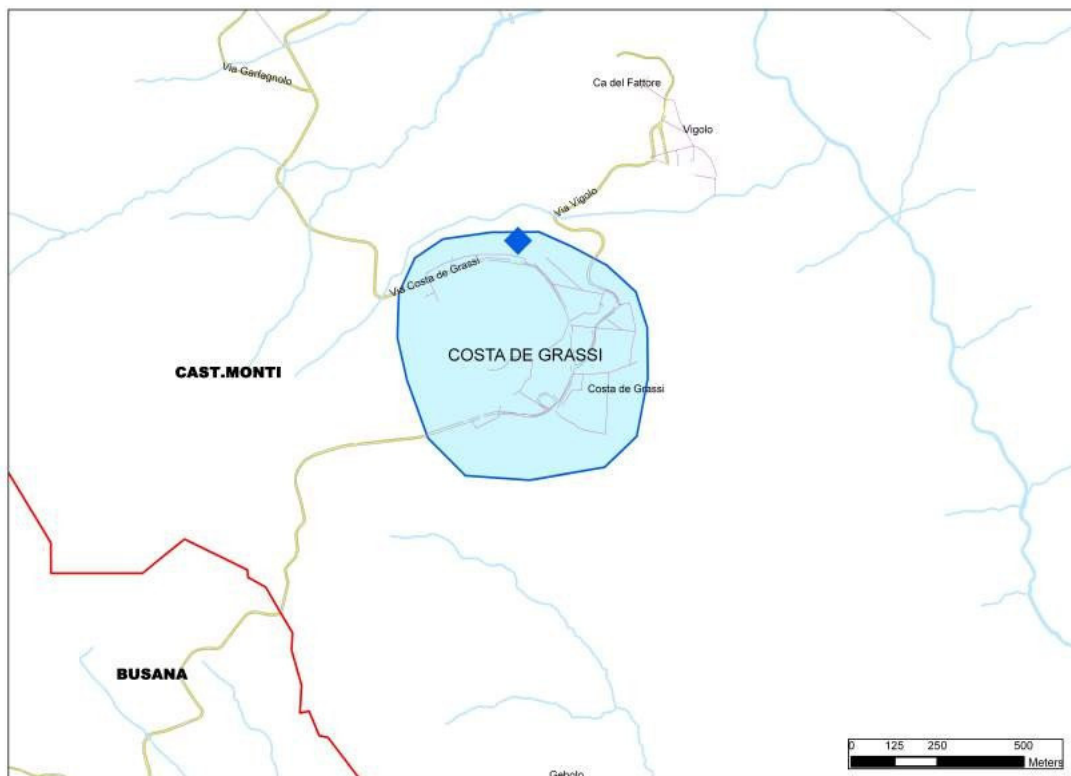 Via Garfagnolo
Ca del Fattore
Vigolo
Via Vigolo
Via Costa de Grassi
COSTA DE GRASSI
CAST.MONTI
Costa de Grassi
BUSANA
0 125 250 500
Meters
Gebolo